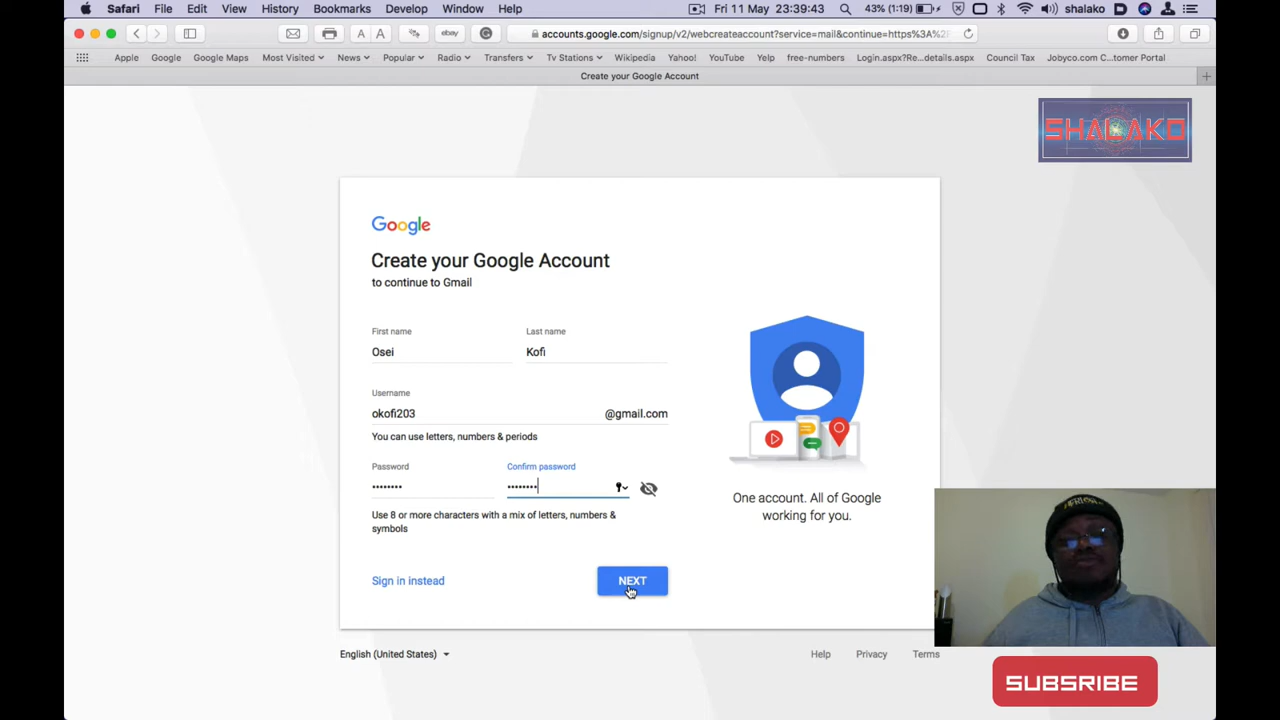 Safari File Edit View History Bookmarks Develop Window Help Fri 11 May 23:39:43 43% (1:19) shalako
A A ebay accounts.google.com/signup/v2/webcreateaccount?service=mail&continue=https%3A%2
Apple Google Google Maps Most Visited News Popular Radio Transfers Tv Stations Wikipedia Yahoo! YouTube Yelp free-numbers Login.aspx?Re...details.aspx Council Tax Jobyco.com C...tomer Portal
Create your Google Account
SHALAKO
Google
Create your Google Account
to continue to Gmail
First name Last name
Osei Kofi
Username
okofi203 @gmail.com
You can use letters, numbers & periods
Password Confirm password
•••••••• ••••••••
Use 8 or more characters with a mix of letters, numbers &
symbols
One account. All of Google
working for you.
Sign in instead NEXT
English (United States) Help Privacy Terms
SUBSRIBE